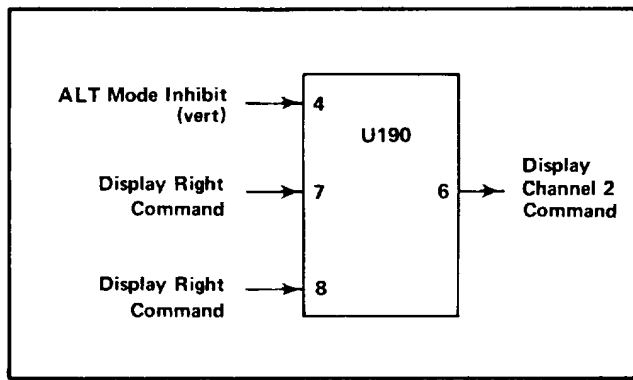 ALT Mode Inhibit
(vert)
4
U190
Display Right
Command
7
6
Display
Channel 2
Command
Display Right
Command
8